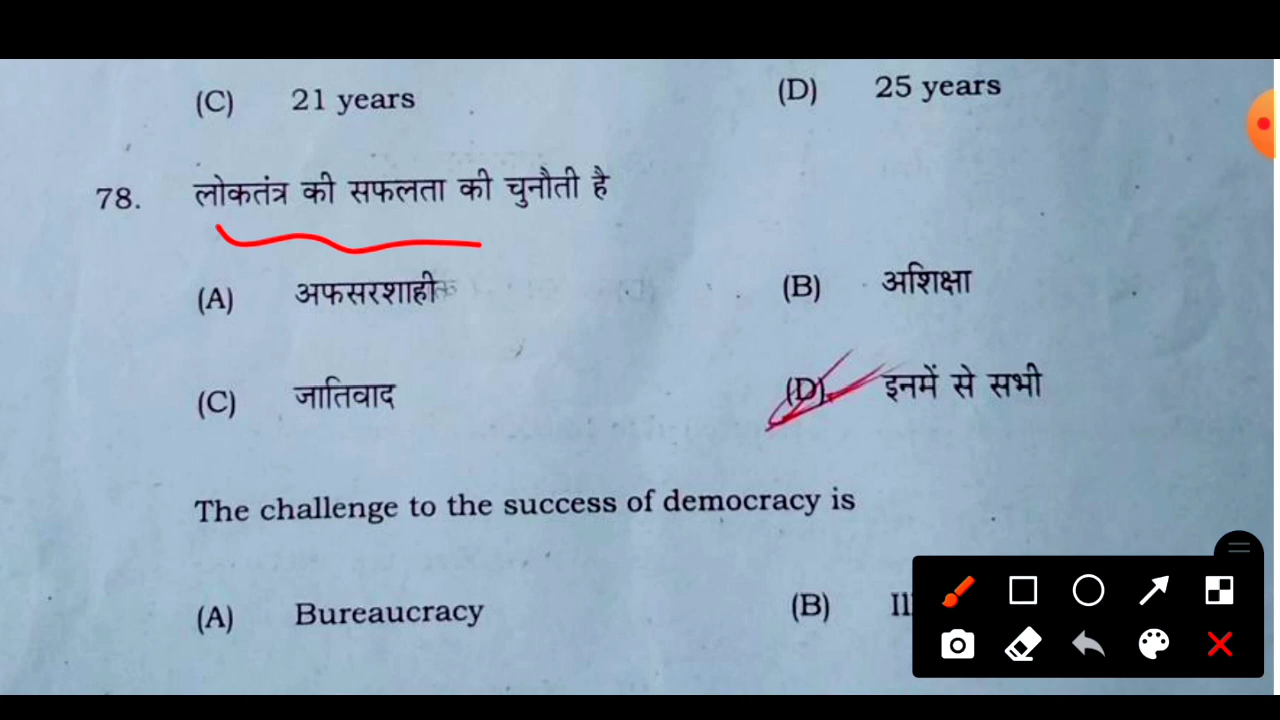 (C) 21 years (D) 25 years
78. लोकतंत्र की सफलता की चुनौती है
(A) अफसरशाही (B) अशिक्षा
(C) जातिवाद (D) इनमें से सभी
The challenge to the success of democracy is
(A) Bureaucracy (B)